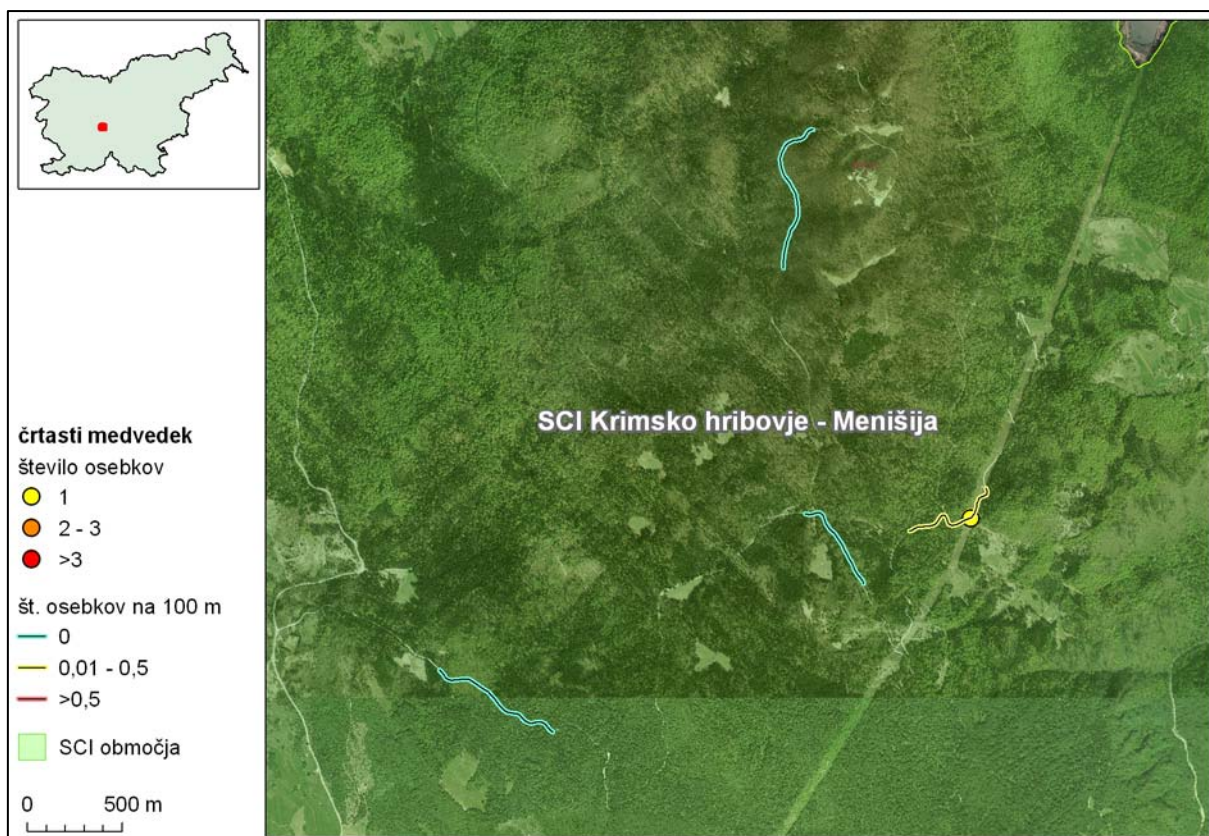 SCI Krimsko hribovje - Menišija
črtasti medvedek
število osebkov
1
2 - 3
>3
št. osebkov na 100 m
0
0,01 - 0,5
>0,5
SCI območja
0 500 m